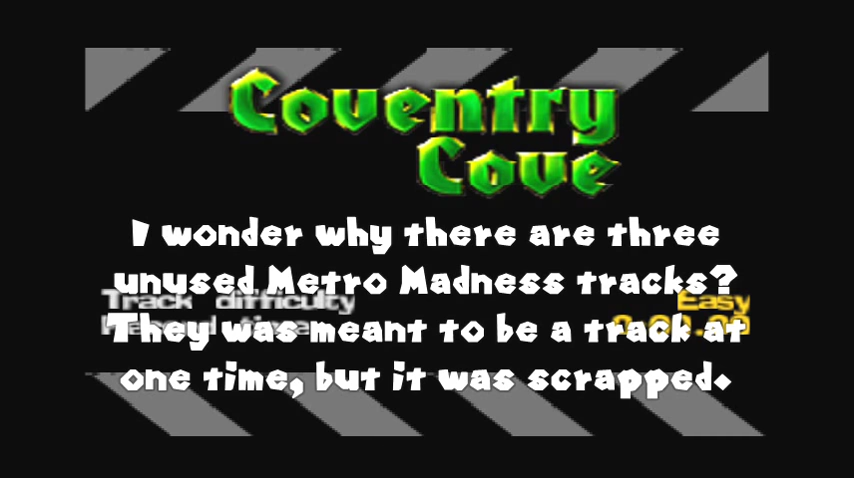 Coventry
Cove
I wonder why there are three
unused Metro Madness tracks?
Track difficulty Easy
They was meant to be a track at
one time, but it was scrapped.